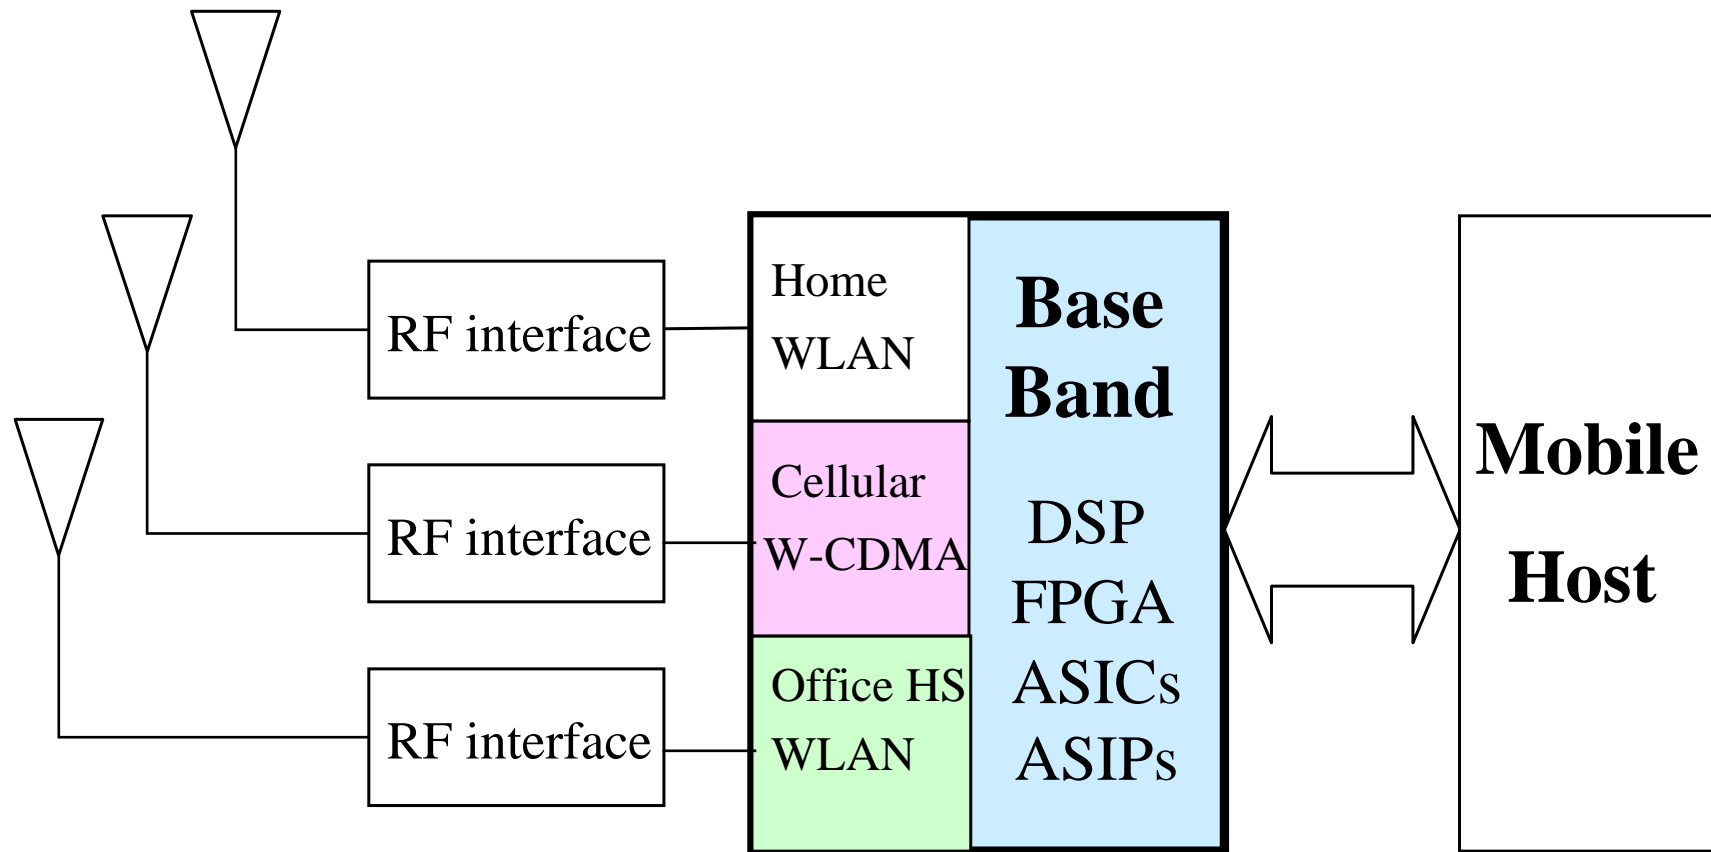 RF interface
RF interface
RF interface
Home
WLAN
Cellular
W-CDMA
Office HS
WLAN
Base
Band
DSP
FPGA
ASICs
ASIPs
Mobile
Host